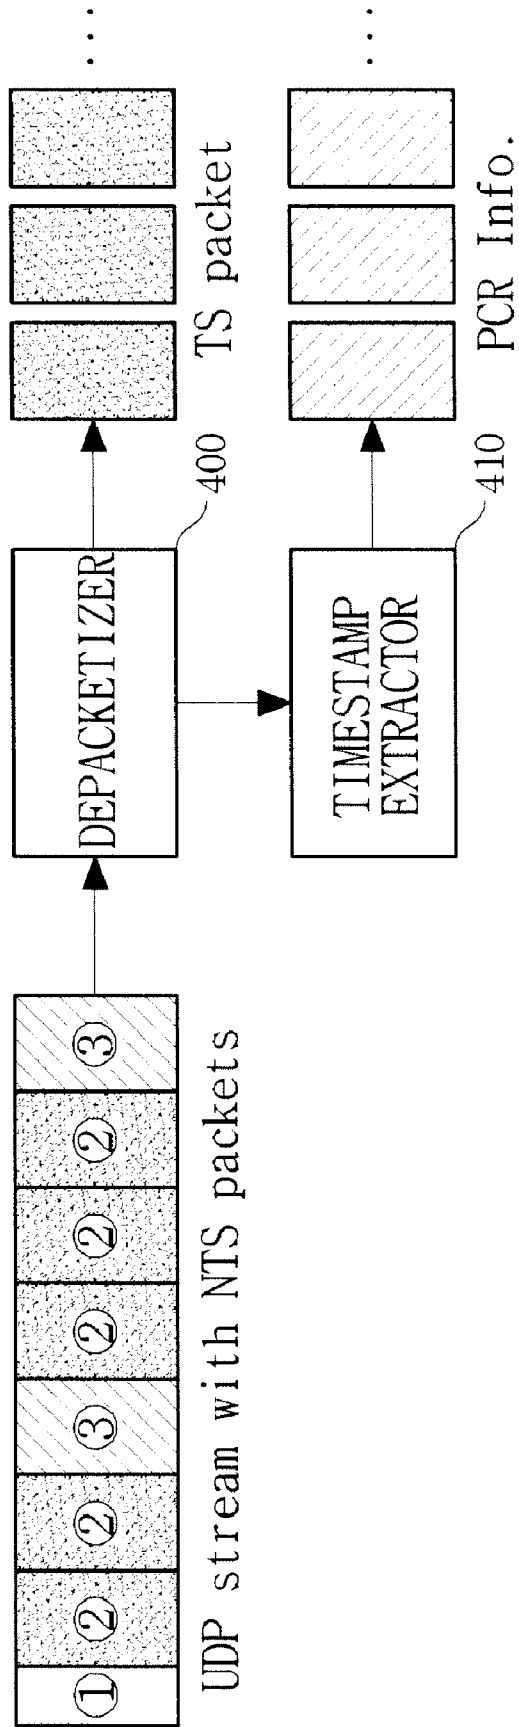 ① ② ② ③ ② ② ② ③
UDP stream with NTS packets
DEPACKETIZER
400
TS packet
...
TIMESTAMP
EXTRACTOR
410
PCR Info.
...